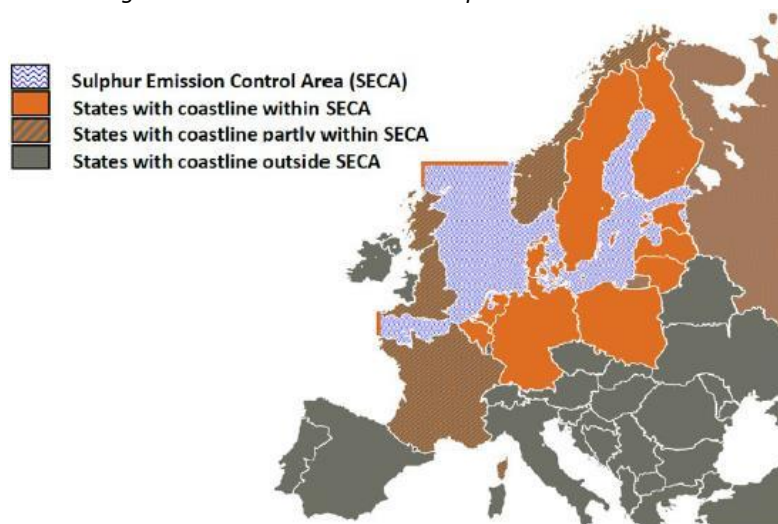 Sulphur Emission Control Area (SECA)
States with coastline within SECA
States with coastline partly within SECA
States with coastline outside SECA